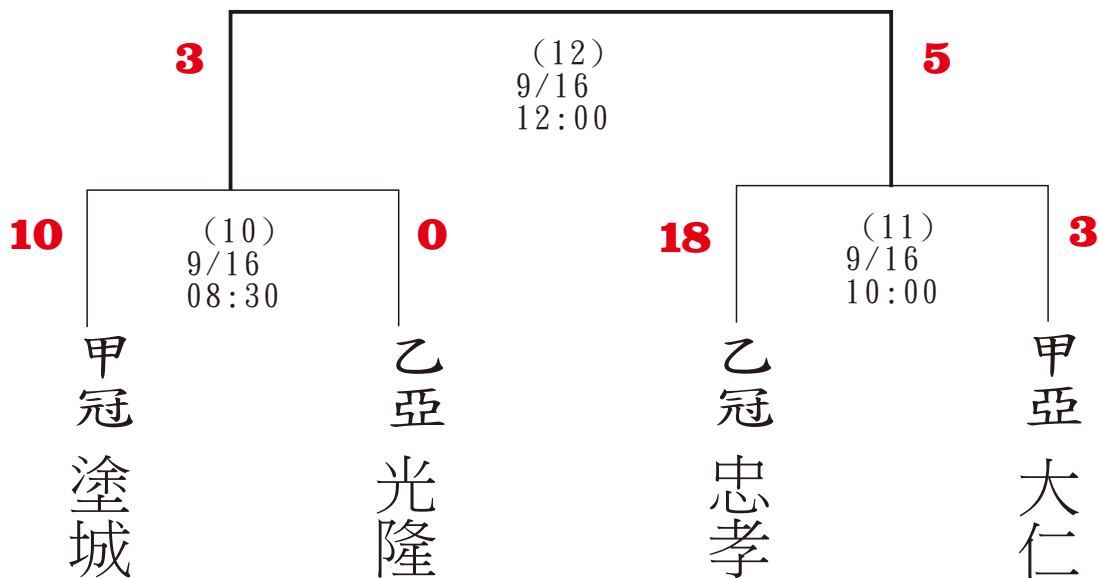 3
(12)
9/16
12:00
5
10
(10)
9/16
08:30
0
18
(11)
9/16
10:00
3
甲冠
塗城
乙亞
光隆
乙冠
忠孝
甲亞
大仁